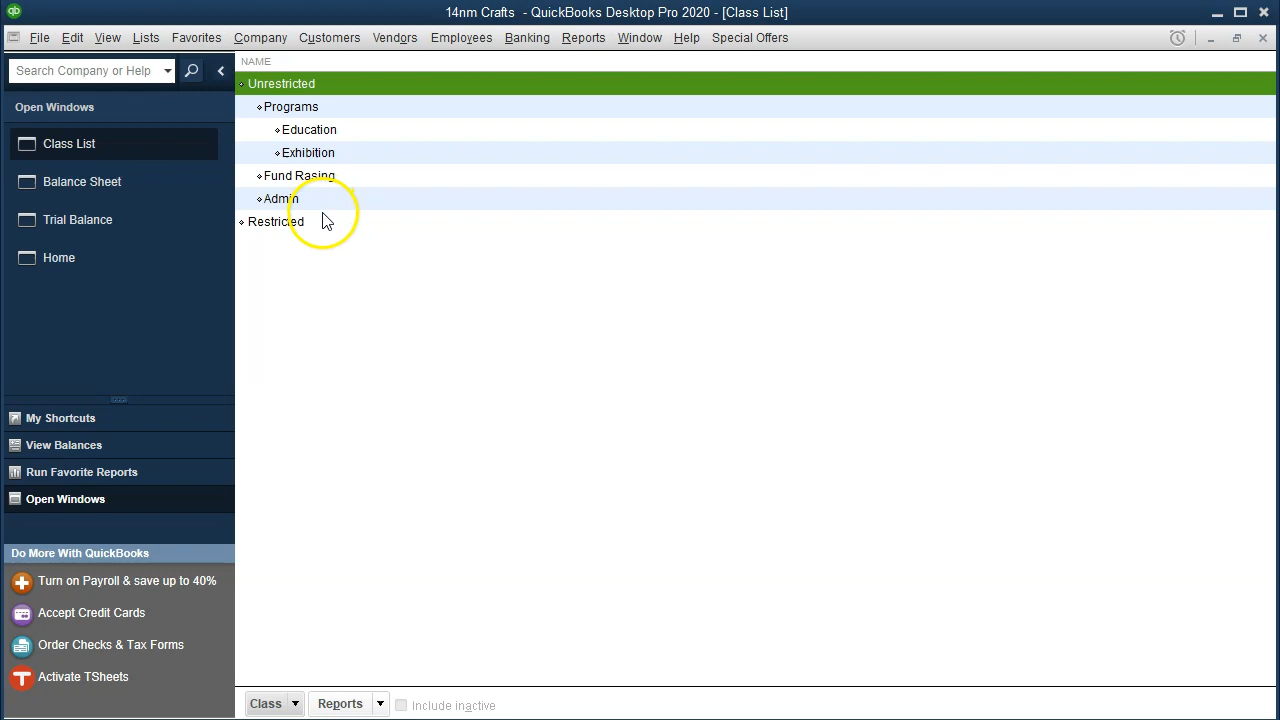 qb
14nm Crafts - QuickBooks Desktop Pro 2020 - [Class List]
File Edit View Lists Favorites Company Customers Vendors Employees Banking Reports Window Help Special Offers
Search Company or Help
NAME
Open Windows
Class List
Balance Sheet
Trial Balance
Home
My Shortcuts
View Balances
Run Favorite Reports
Open Windows
Do More With QuickBooks
Turn on Payroll & save up to 40%
Accept Credit Cards
Order Checks & Tax Forms
T Activate TSheets
Unrestricted
Programs
Education
Exhibition
Fund Rasing
Admin
Restricted
Class Reports Include inactive